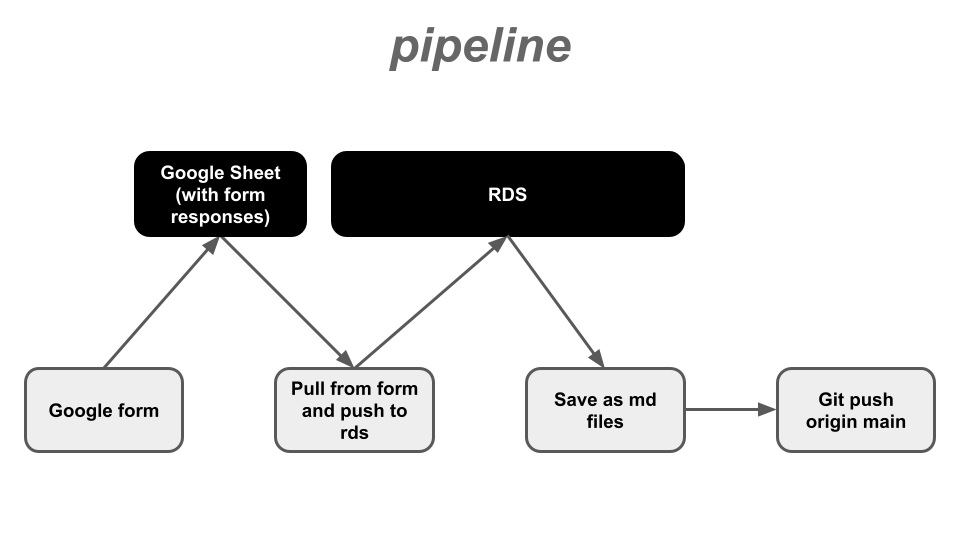 pipeline
Google Sheet
(with form
responses)
RDS
Google form
Pull from form
and push to
rds
Save as md
files
Git push
origin main